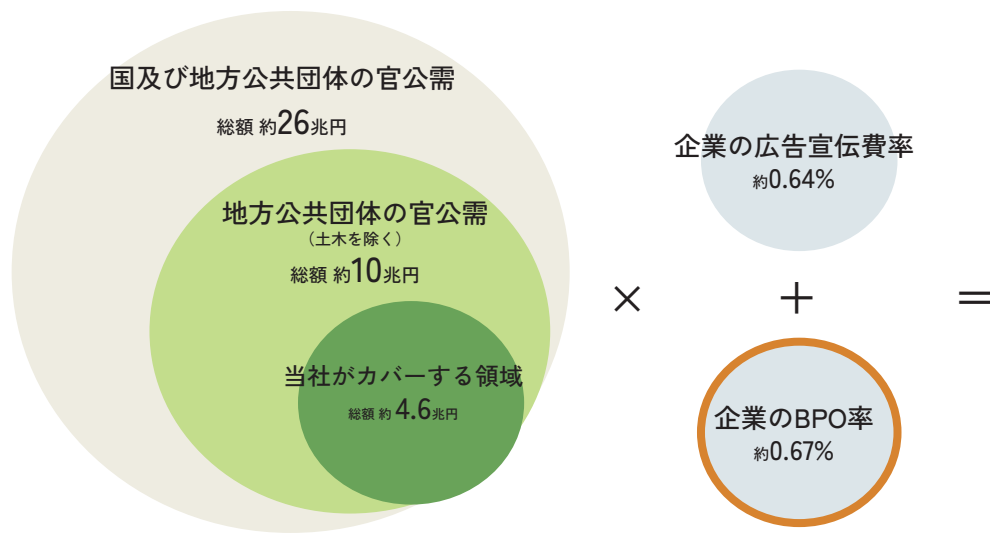 国及び地方公共団体の官公需
総額 約26兆円
地方公共団体の官公需
（土木を除く）
総額 約10兆円
当社がカバーする領域
総額 約 4.6兆円
×
企業の広告宣伝費率
約0.64%
＋
企業のBPO率
約0.67%
＝